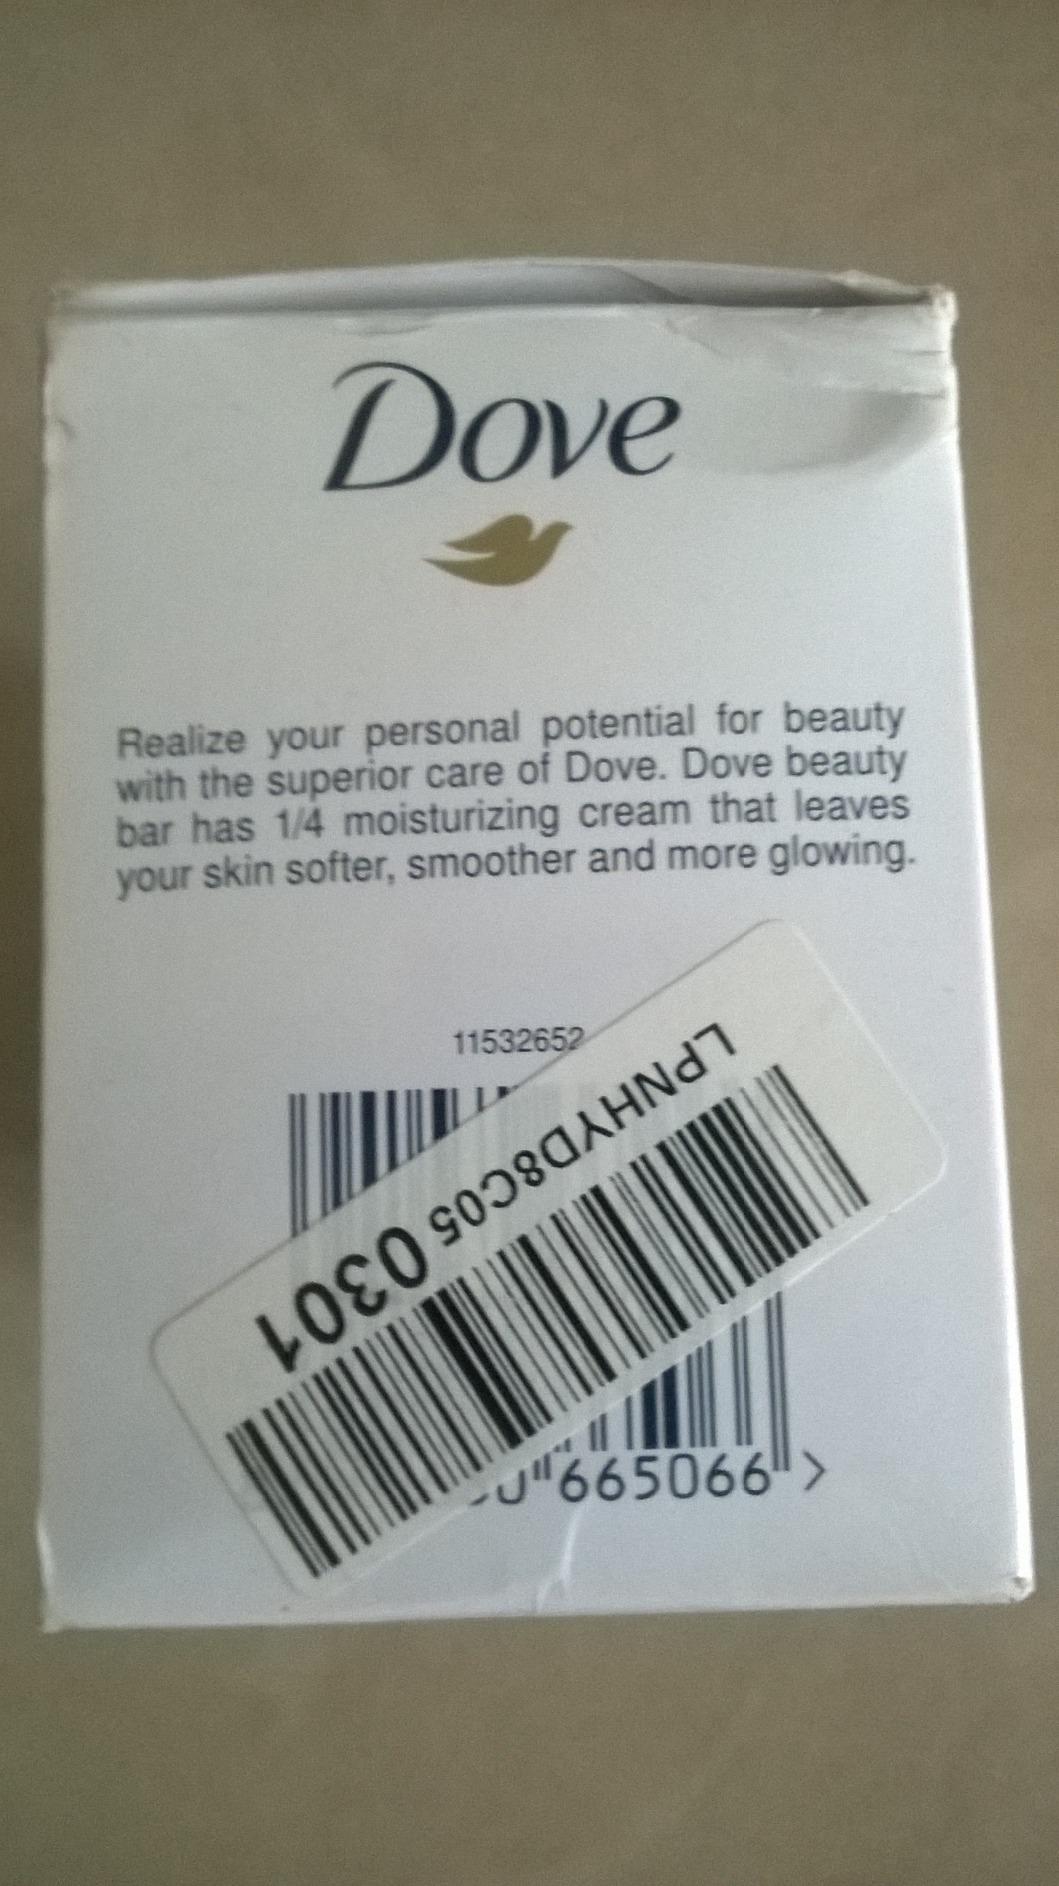 Dove
Realize your personal potential for beauty
with the superior care of Dove. Dove beauty
bar has 1/4 moisturizing cream that leaves
your skin softer, smoother and more glowing.
11532652
LPNHYD8C05 0301
665066 >